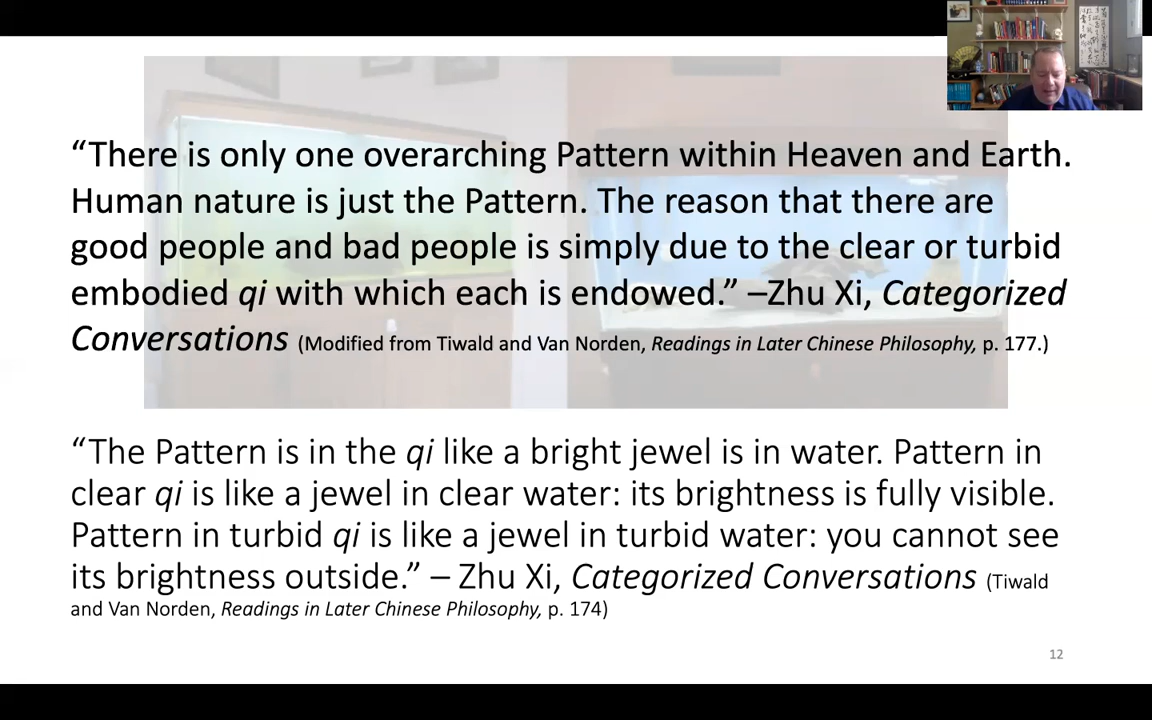 “There is only one overarching Pattern within Heaven and Earth.
Human nature is just the Pattern. The reason that there are
good people and bad people is simply due to the clear or turbid
embodied qi with which each is endowed.” –Zhu Xi, Categorized
Conversations (Modified from Tiwald and Van Norden, Readings in Later Chinese Philosophy, p. 177.)
“The Pattern is in the qi like a bright jewel is in water. Pattern in
clear qi is like a jewel in clear water: its brightness is fully visible.
Pattern in turbid qi is like a jewel in turbid water: you cannot see
its brightness outside.” – Zhu Xi, Categorized Conversations (Tiwald
and Van Norden, Readings in Later Chinese Philosophy, p. 174)
12